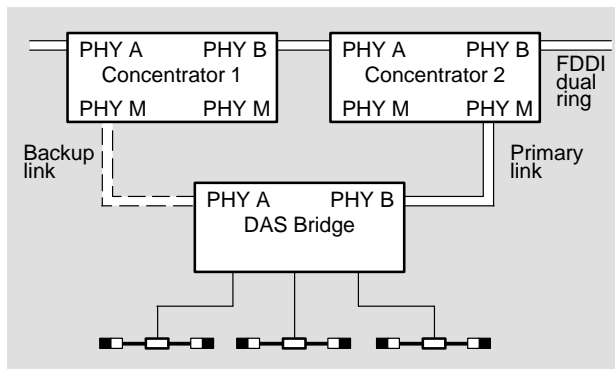 PHY A PHY B
Concentrator 1
PHY M PHY M
PHY A PHY B
Concentrator 2
PHY M PHY M
FDDI
dual
ring
Backup
link
Primary
link
PHY A PHY B
DAS Bridge